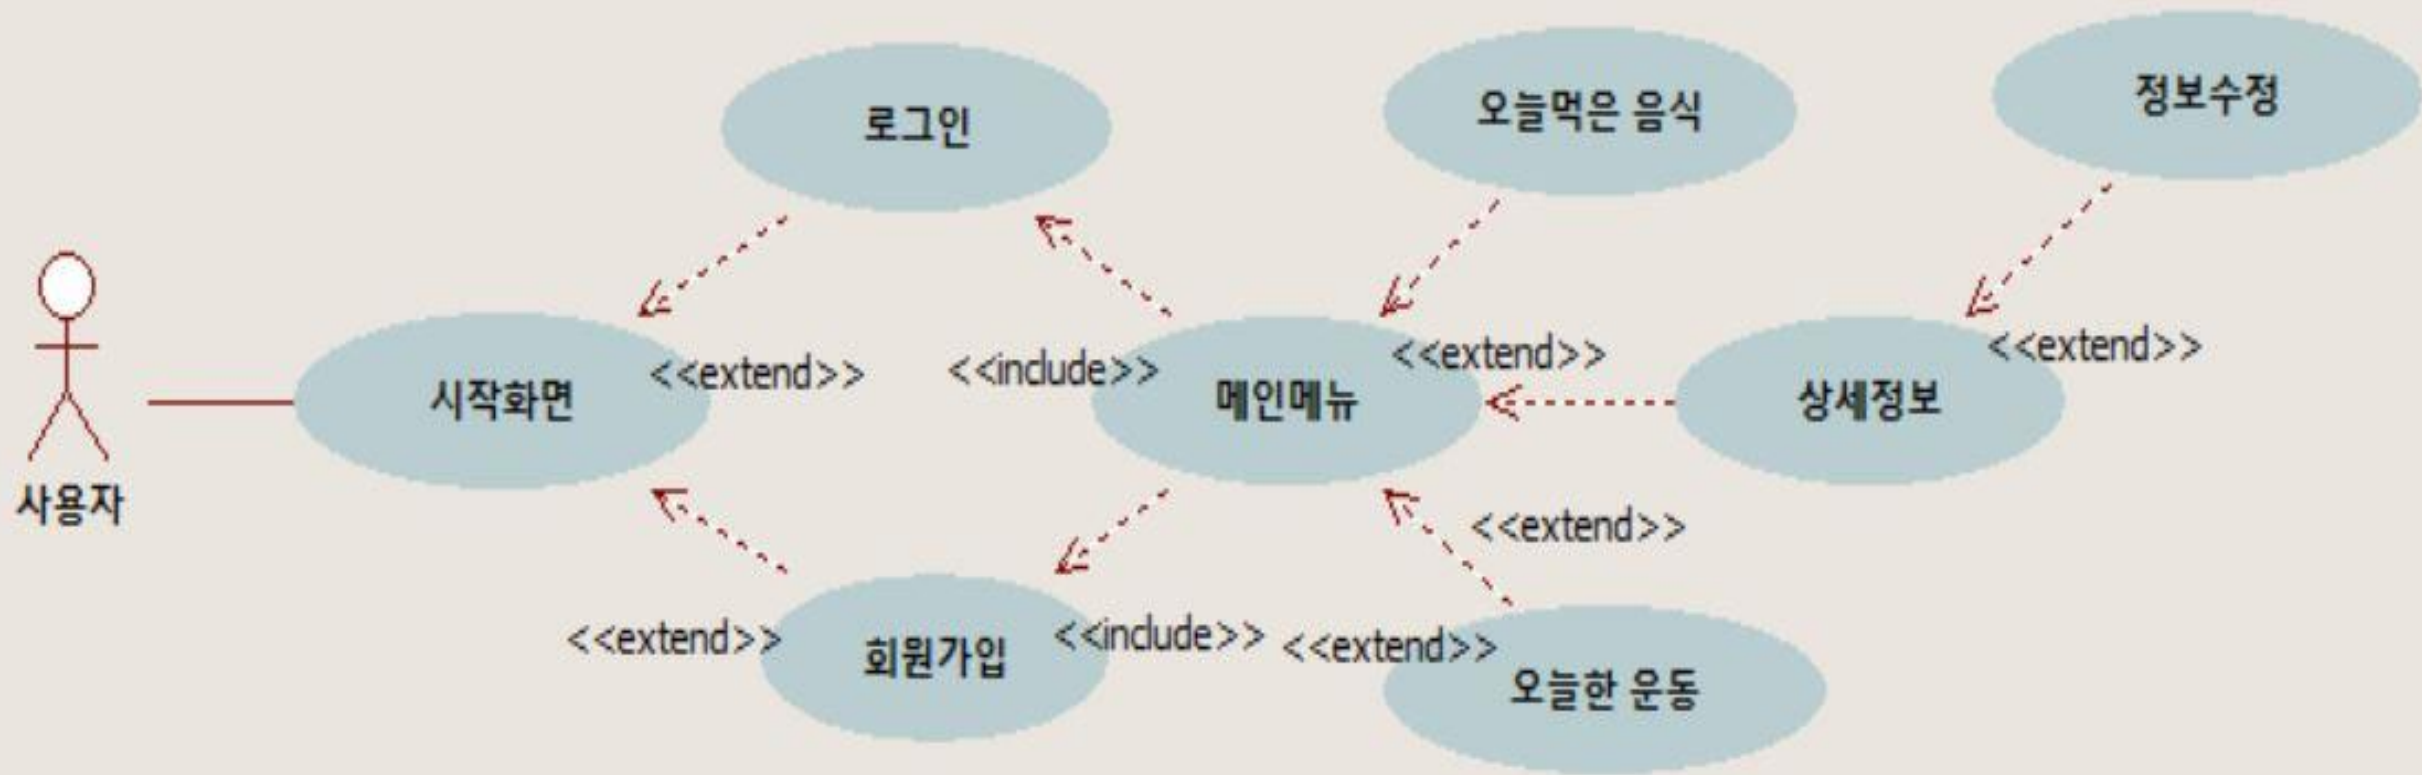 로그인
오늘먹은 음식
정보수정
시작화면
<<extend>>
<<include>>
메인메뉴
<<extend>>
상세정보
<<extend>>
사용자
<<extend>>
<<extend>>
회원가입
<<include>>
<<extend>>
오늘한 운동